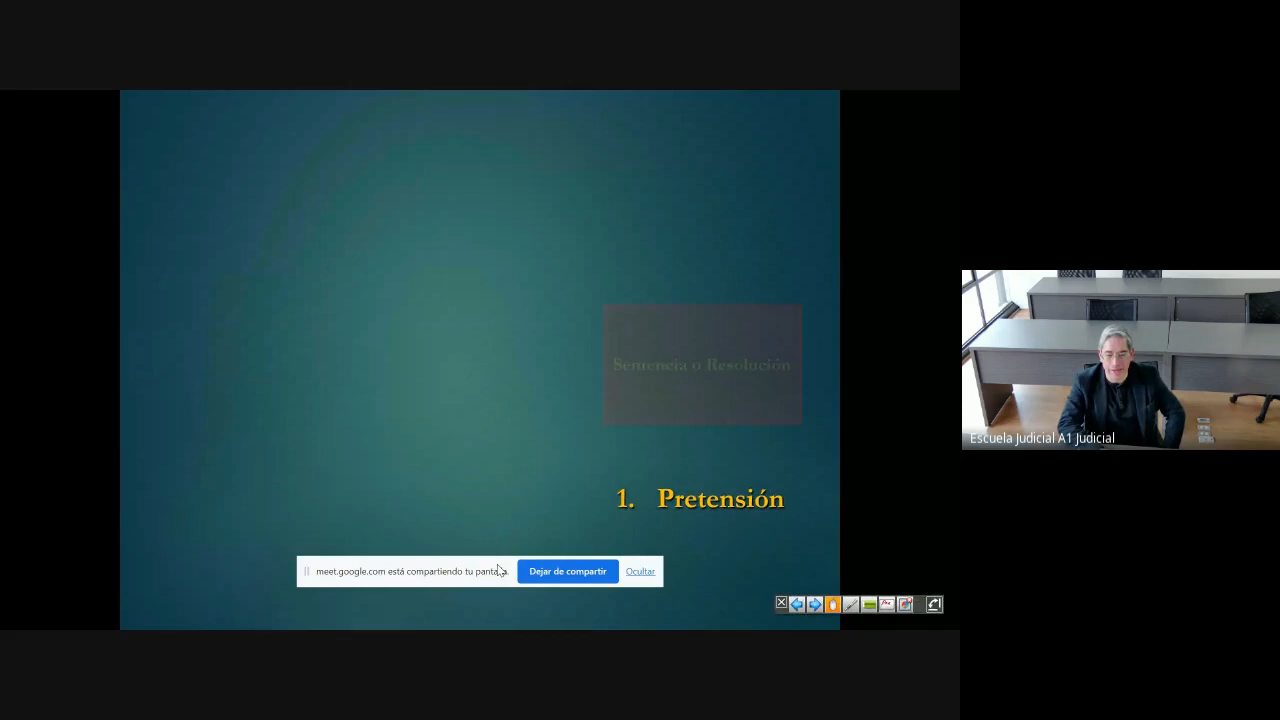 Sentencia o Resolución
1. Pretensión
meet.google.com está compartiendo tu pantalla.
Dejar de compartir
Ocultar
Escuela Judicial A1 Judicial